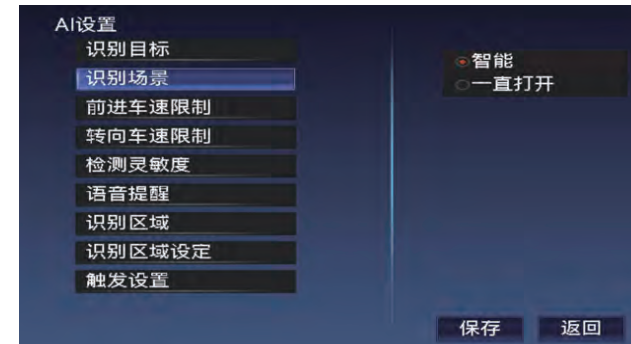 AI设置
识别目标
识别场景
前进车速限制
转向车速限制
检测灵敏度
语音提醒
识别区域
识别区域设定
触发设置
智能
一直打开
保存
返回